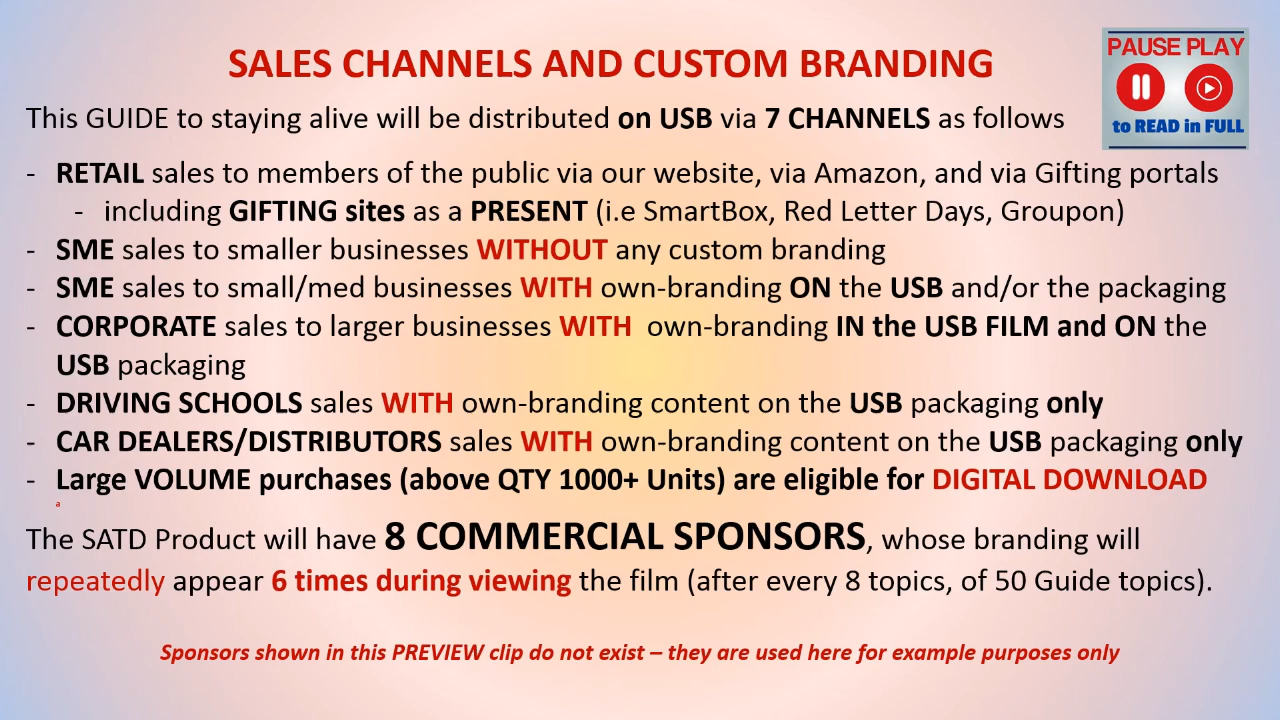 SALES CHANNELS AND CUSTOM BRANDING
PAUSE PLAY
to READ in FULL
This GUIDE to staying alive will be distributed on USB via 7 CHANNELS as follows
- RETAIL sales to members of the public via our website, via Amazon, and via Gifting portals
- including GIFTING sites as a PRESENT (i.e SmartBox, Red Letter Days, Groupon)
- SME sales to smaller businesses WITHOUT any custom branding
- SME sales to small/med businesses WITH own-branding ON the USB and/or the packaging
- CORPORATE sales to larger businesses WITH own-branding IN the USB FILM and ON the
USB packaging
- DRIVING SCHOOLS sales WITH own-branding content on the USB packaging only
- CAR DEALERS/DISTRIBUTORS sales WITH own-branding content on the USB packaging only
- Large VOLUME purchases (above QTY 1000+ Units) are eligible for DIGITAL DOWNLOAD
a
The SATD Product will have 8 COMMERCIAL SPONSORS, whose branding will
repeatedly appear 6 times during viewing the film (after every 8 topics, of 50 Guide topics).
Sponsors shown in this PREVIEW clip do not exist – they are used here for example purposes only